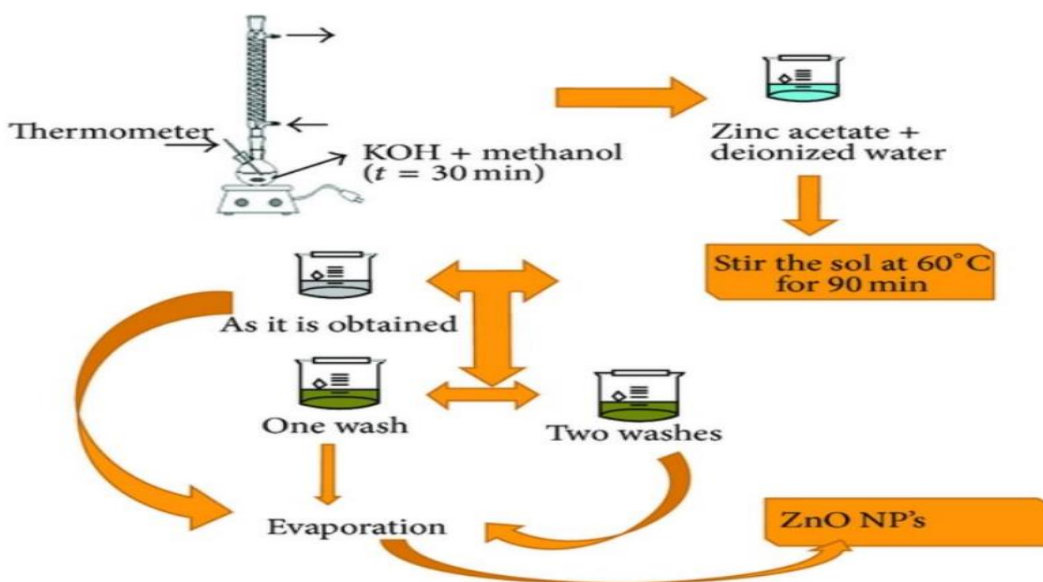 Thermometer
KOH + methanol
(t = 30 min)
Zinc acetate +
deionized water
Stir the sol at 60°C
for 90 min
As it is obtained
One wash
Two washes
Evaporation
ZnO NP's